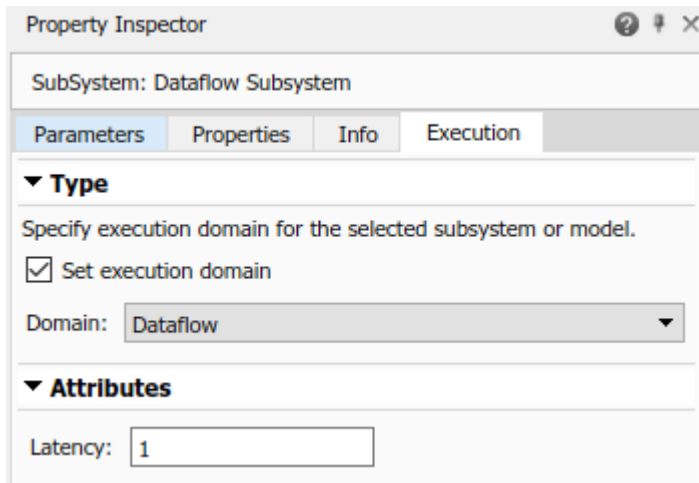 Property Inspector
SubSystem: Dataflow Subsystem
Parameters Properties Info Execution
Type
Specify execution domain for the selected subsystem or model.
Set execution domain
Domain: Dataflow
Attributes
Latency: 1